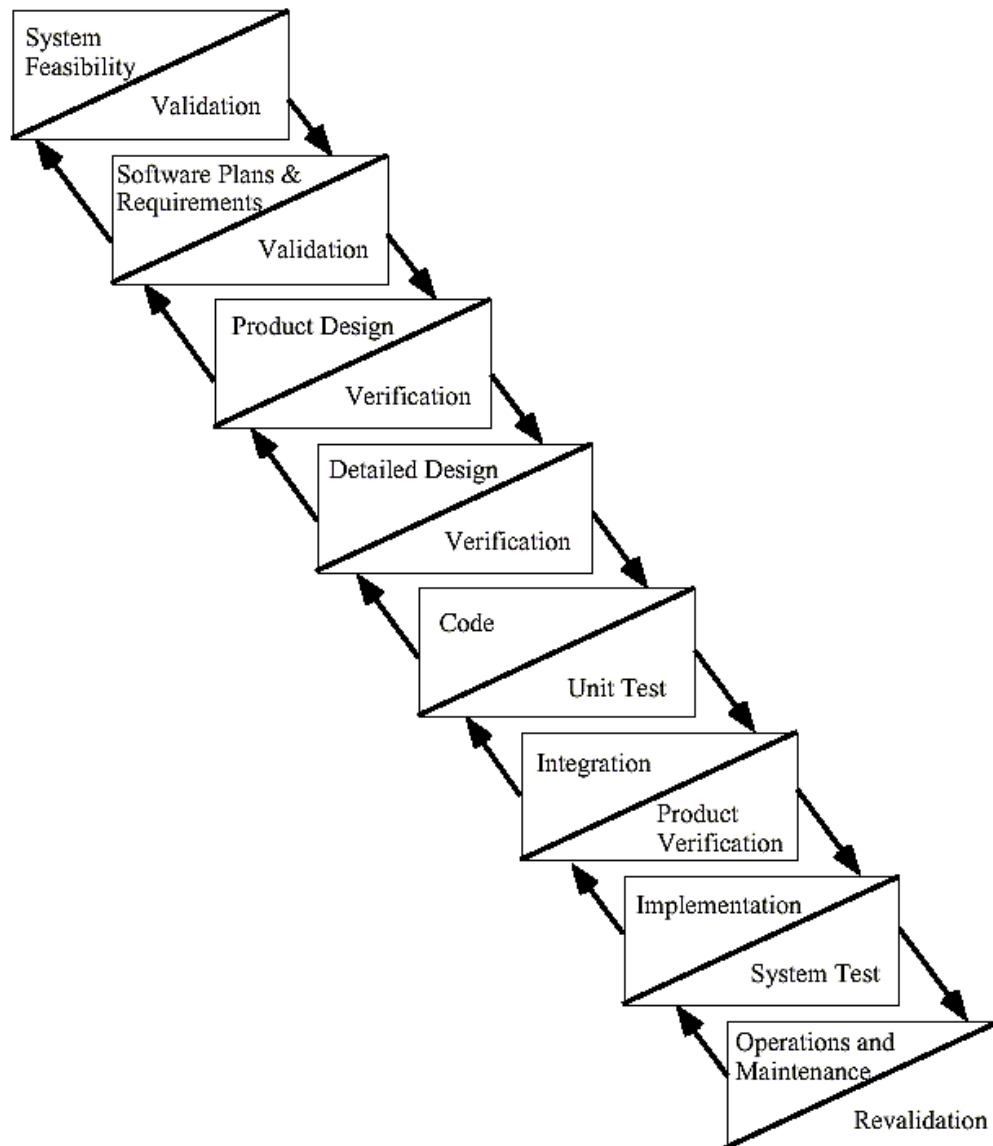 System
Feasibility
Validation
Software Plans &
Requirements
Validation
Product Design
Verification
Detailed Design
Verification
Code
Unit Test
Integration
Product
Verification
Implementation
System Test
Operations and
Maintenance
Revalidation